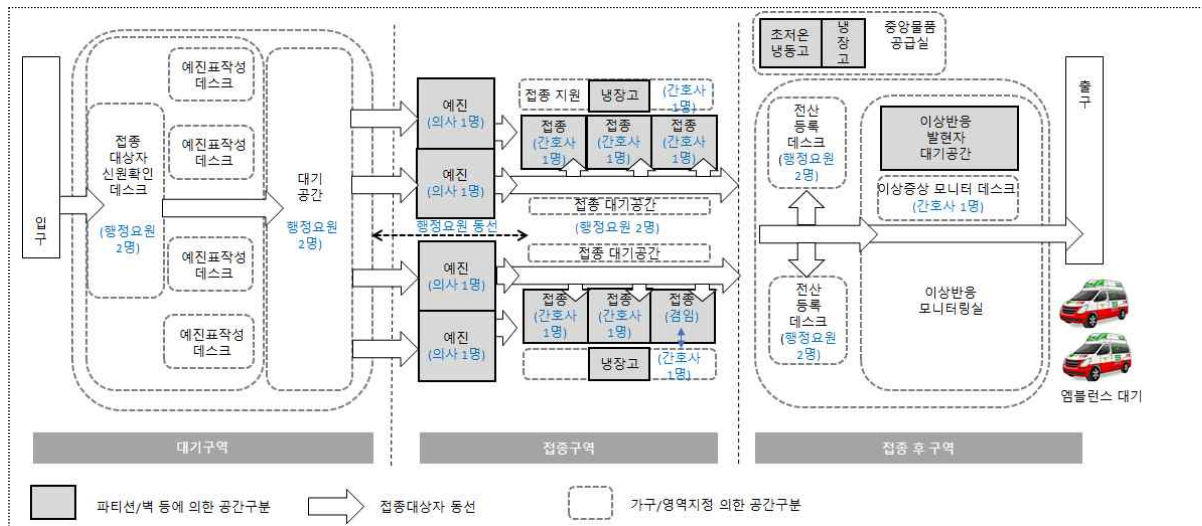 입구
접종
대상자
신원확인
데스크
(행정요원
2명)
예진표작성
데스크
예진표작성
데스크
예진표작성
데스크
예진표작성
데스크
대기
공간
(행정요원
2명)
예진
(의사 1명)
예진
(의사 1명)
행정요원 동선
예진
(의사 1명)
예진
(의사 1명)
접종 지원
냉장고
(간호사
1명)
접종
(간호사
1명)
접종
(간호사
1명)
접종
(간호사
1명)
접종 대기공간
(행정요원 2명)
접종 대기공간
접종
(간호사
1명)
접종
(간호사
1명)
접종
(겸임)
냉장고
(간호사
1명)
초저온
냉동고
냉장고
중앙물품
공급실
전산
등록
데스크
(행정요원
2명)
전산
등록
데스크
(행정요원
2명)
이상반응
발현자
대기공간
이상증상 모니터 데스크
(간호사 1명)
이상반응
모니터링실
출구
엠블런스 대기
대기구역
접종구역
접종 후 구역
파티션/벽 등에 의한 공간구분
접종대상자 동선
가구/영역지정 의한 공간구분